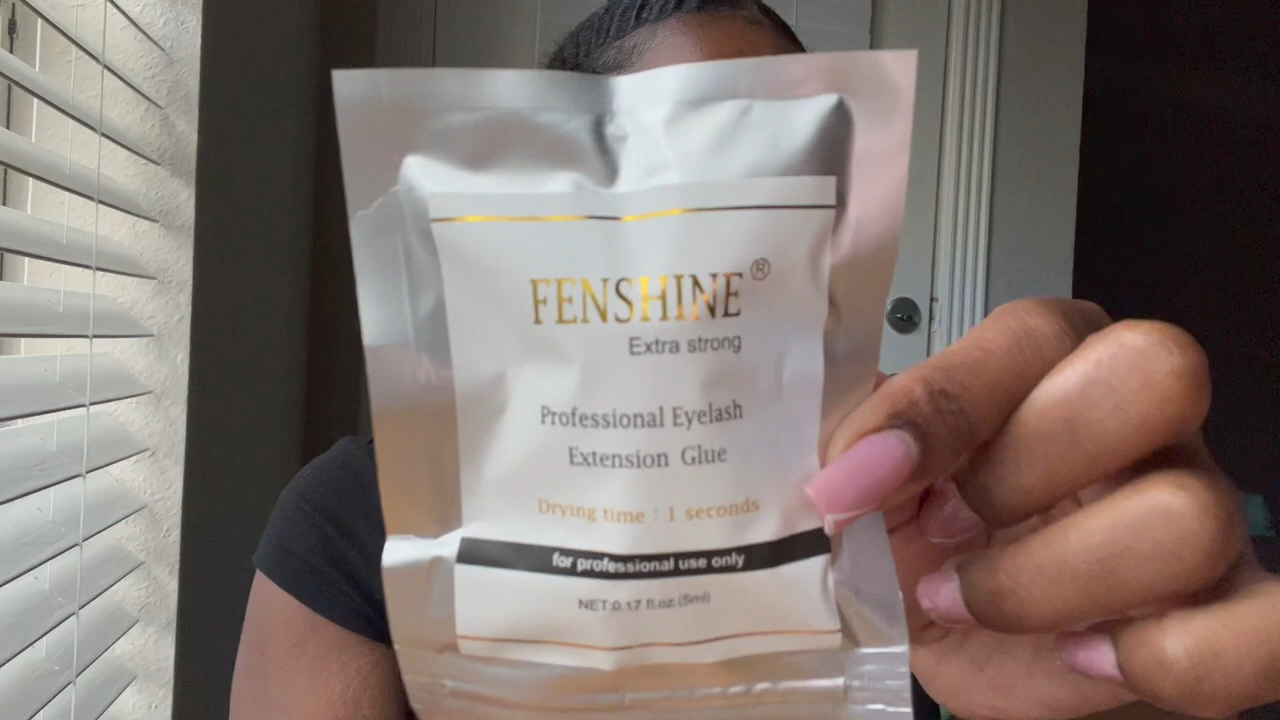 FENSHINE®
Extra strong
Professional Eyelash
Extension Glue
Drying time : 1 seconds
for professional use only
NET:0.17 fl.oz.(5ml)